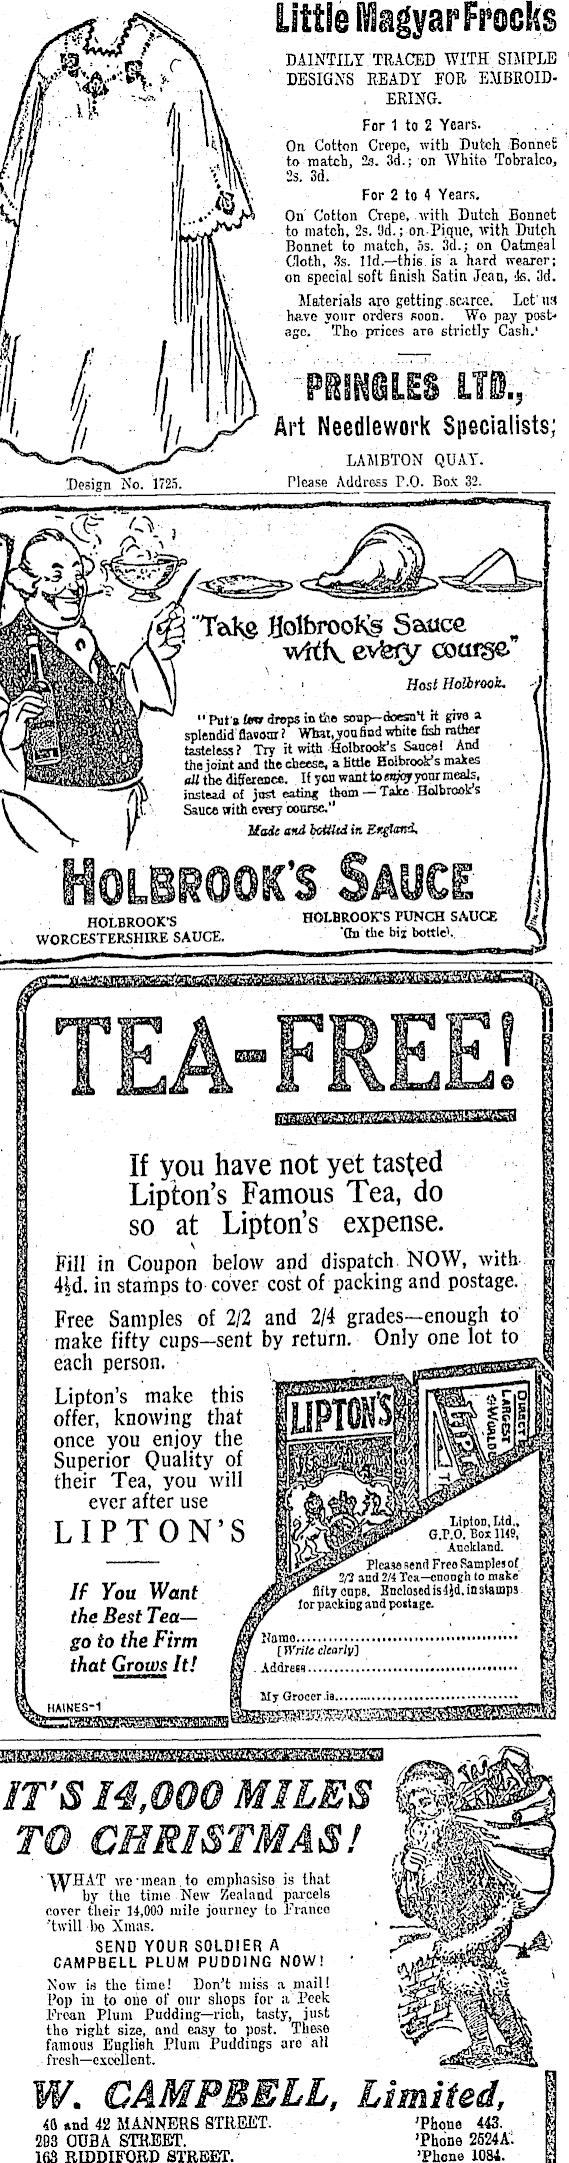 Little Magyar Frocks
DAINTILY TRACED WITH SIMPLE
DESIGNS READY FOR EMBROID-
ERING.
For 1 to 2 Years.
On Cotton Crepe, with Dutch Bonnet
to match, 2s. 3d.; on White Tobralco,
2s. 3d.
For 2 to 4 Years.
On Cotton Crepe, with Dutch Bonnet
to match, 2s. 9d.; on Pique, with Dutch
Bonnet to match, 5s. 3d.; on Oatmeal
Cloth, 3s. 11d.—this is a hard wearer;
on special soft finish Satin Jean, 4s. 3d.
Materials are getting scarce. Let us
have your orders soon. We pay post-
age. The prices are strictly Cash.
PRINGLES LTD.,
Art Needlework Specialists,
LAMBTON QUAY.
Design No. 1725.
Please Address P.O. Box 32.
"Take Holbrook's Sauce
with every course."
Host Holbrook.
"Put a few drops in the soup—doesn't it give a
splendid flavour? What, you find white fish rather
tasteless? Try it with Holbrook's Sauce! And
the joint and the cheese, a little Holbrook's makes
all the difference. If you want to enjoy your meals,
instead of just eating them — Take Holbrook's
Sauce with every course."
Made and bottled in England.
HOLBROOK'S SAUCE
HOLBROOK'S
WORCESTERSHIRE SAUCE.
HOLBROOK'S PUNCH SAUCE
(In the big bottle).
TEA-FREE!
If you have not yet tasted
Lipton's Famous Tea, do
so at Lipton's expense.
Fill in Coupon below and dispatch NOW, with
4½d. in stamps to cover cost of packing and postage.
Free Samples of 2/2 and 2/4 grades—enough to
make fifty cups—sent by return. Only one lot to
each person.
Lipton's make this
offer, knowing that
once you enjoy the
Superior Quality of
their Tea, you will
ever after use
LIPTON'S
If You Want
the Best Tea—
go to the Firm
that Grows It!
HAINES-1
LIPTON'S
DIRECT
LARGEST
WORLD
Lipton, Ltd.,
G.P.O. Box 1149,
Auckland.
Please send Free Samples of
2/2 and 2/4 Tea—enough to make
fifty cups. Enclosed is 4½d. in stamps
for packing and postage.
Name
[Write clearly]
Address
My Grocer is
IT'S 14,000 MILES
TO CHRISTMAS!
WHAT we mean to emphasise is that
by the time New Zealand parcels
cover their 14,000 mile journey to France
'twill be Xmas.
SEND YOUR SOLDIER A
CAMPBELL PLUM PUDDING NOW!
Now is the time! Don't miss a mail!
Pop in to one of our shops for a Peek
Frean Plum Pudding—rich, tasty, just
the right size, and easy to post. These
famous English Plum Puddings are all
fresh—excellent.
W. CAMPBELL, Limited,
40 and 42 MANNERS STREET. 'Phone 443.
293 CUBA STREET. 'Phone 2524A.
163 RIDDIFORD STREET. 'Phone 1084.